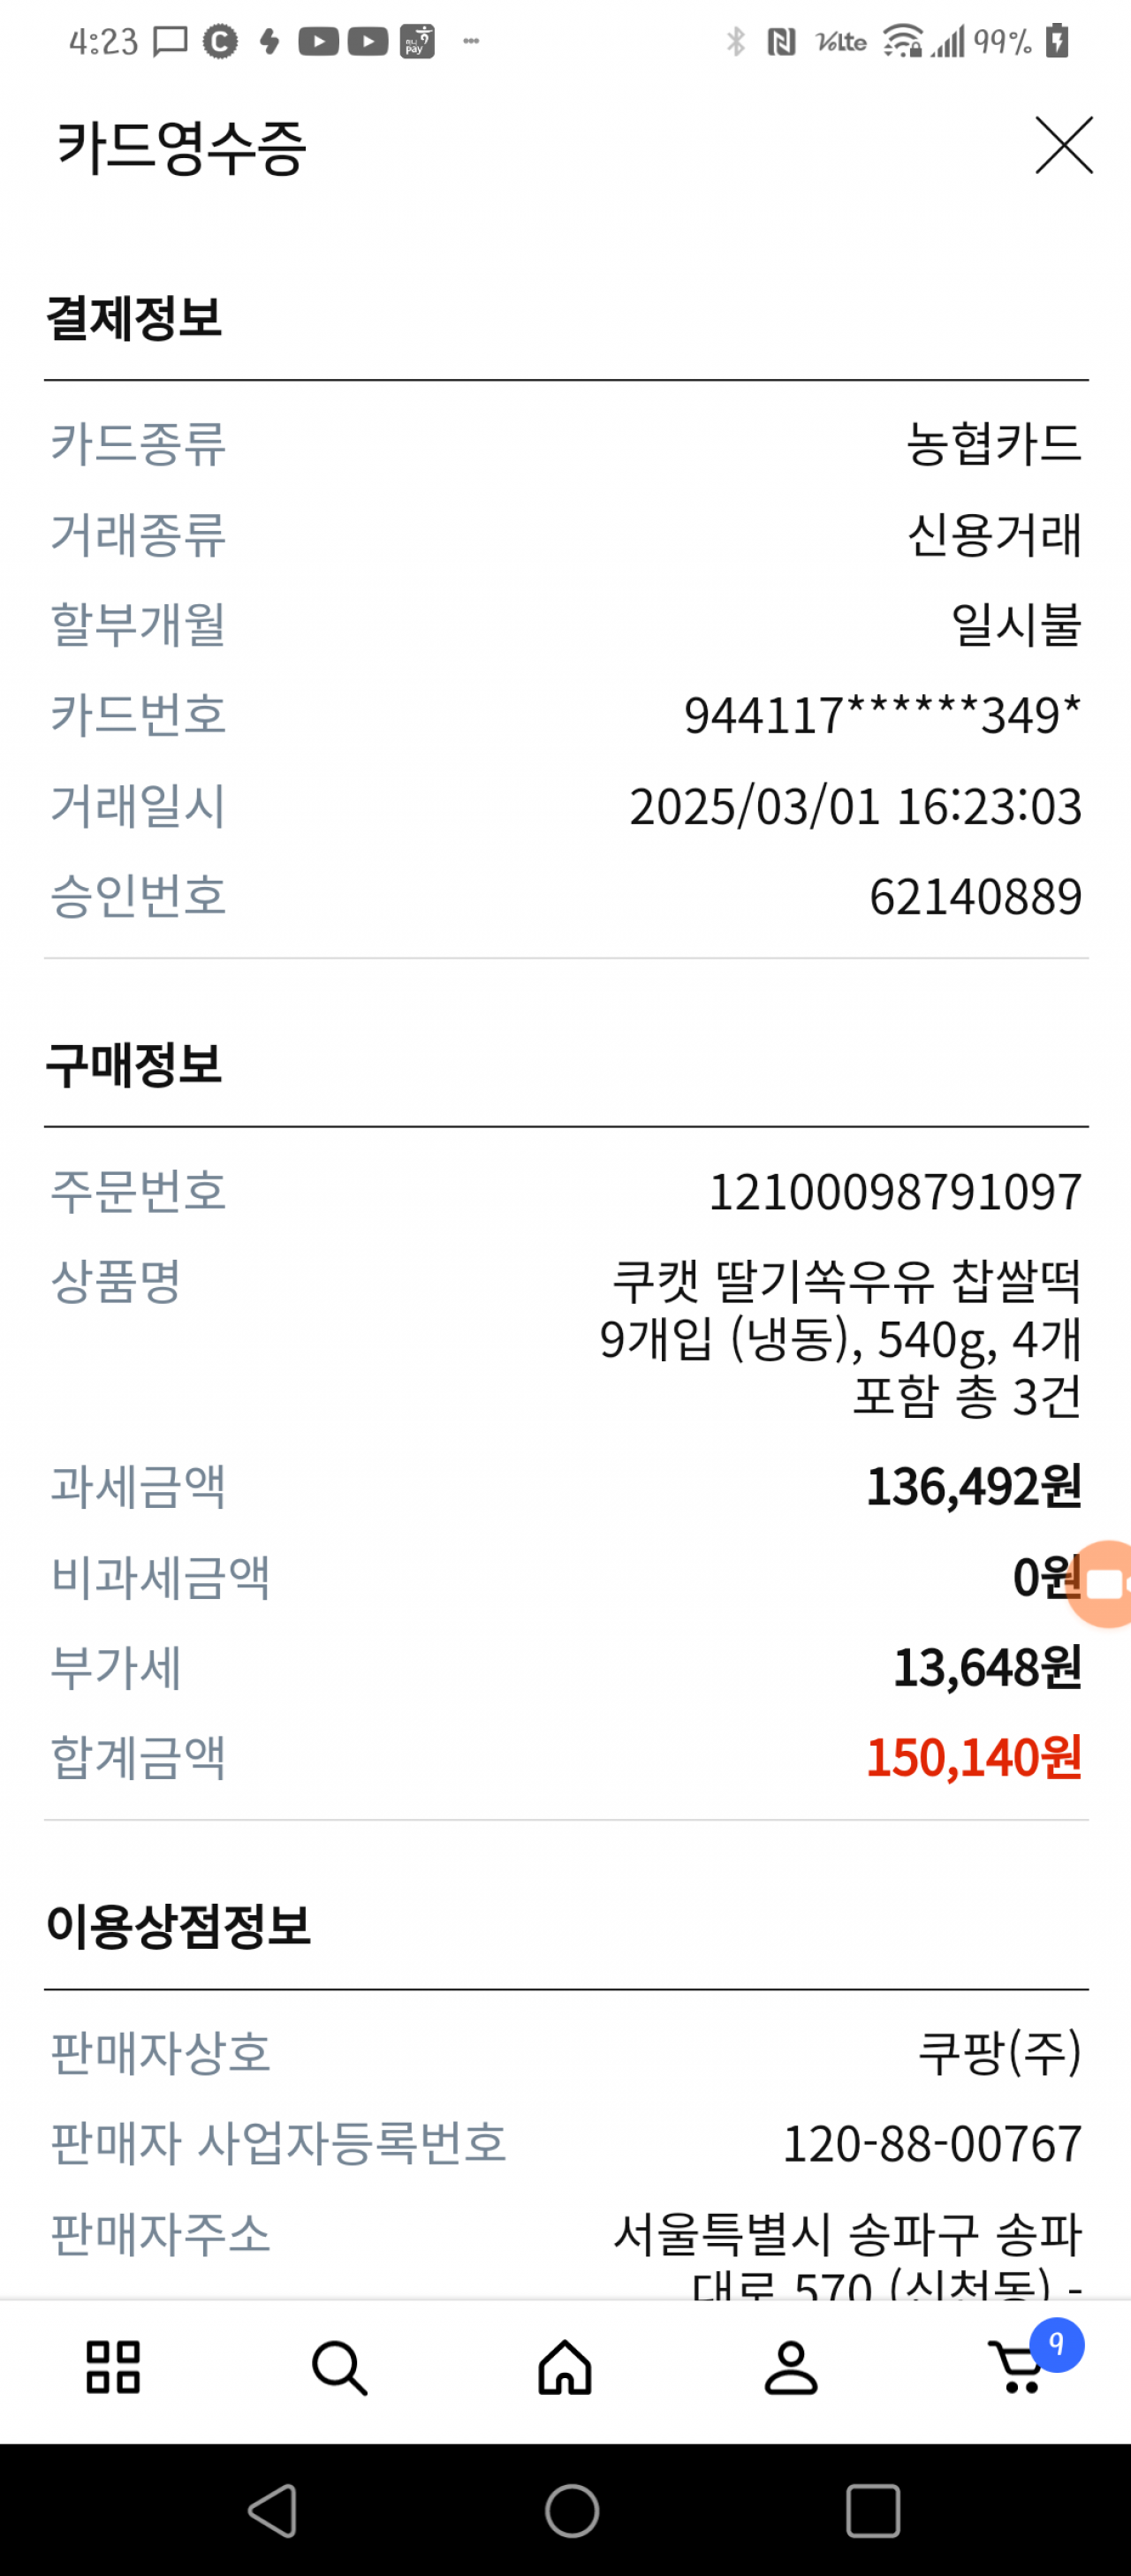 4:23 99%
카드영수증
결제정보
카드종류 농협카드
거래종류 신용거래
할부개월 일시불
카드번호 944117******349*
거래일시 2025/03/01 16:23:03
승인번호 62140889
구매정보
주문번호 12100098791097
상품명 쿠캣 딸기쏙우유 찹쌀떡
9개입 (냉동), 540g, 4개
포함 총 3건
과세금액 136,492원
비과세금액 0원
부가세 13,648원
합계금액 150,140원
이용상점정보
판매자상호 쿠팡(주)
판매자 사업자등록번호 120-88-00767
판매자주소 서울특별시 송파구 송파
대로 570 (신천동) -
9